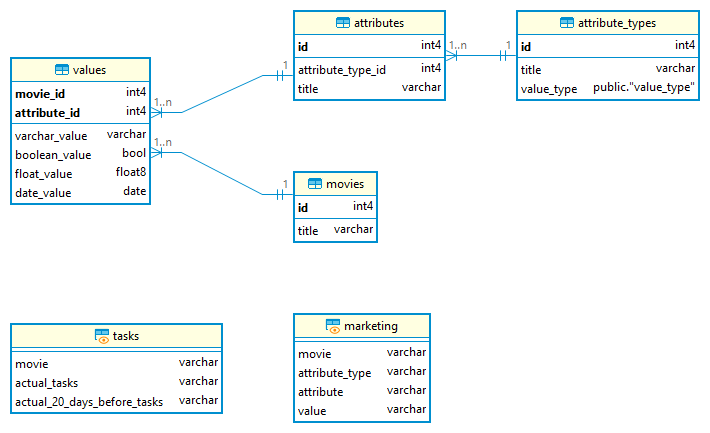 attributes
id int4
attribute_type_id int4
title varchar
1..n
1
attribute_types
id int4
title varchar
value_type public."value_type"
values
movie_id int4
attribute_id int4
varchar_value varchar
boolean_value bool
float_value float8
date_value date
1
1..n
1..n
1
movies
id int4
title varchar
tasks
movie varchar
actual_tasks varchar
actual_20_days_before_tasks varchar
marketing
movie varchar
attribute_type varchar
attribute varchar
value varchar